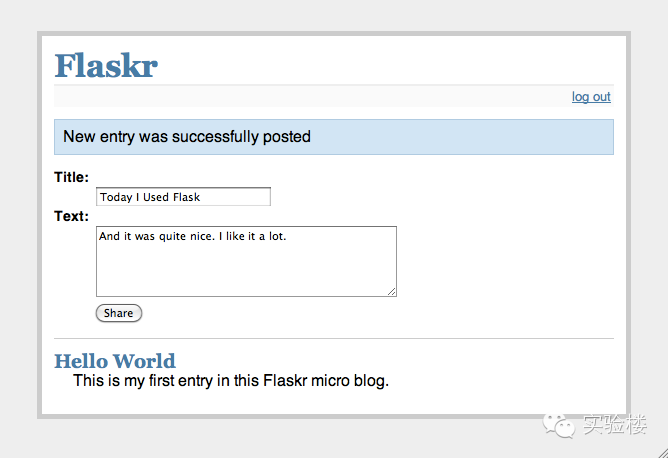 Flaskr
log out
New entry was successfully posted
Title:
Today I Used Flask
Text:
And it was quite nice. I like it a lot.
Share
Hello World
This is my first entry in this Flaskr micro blog.
实验楼